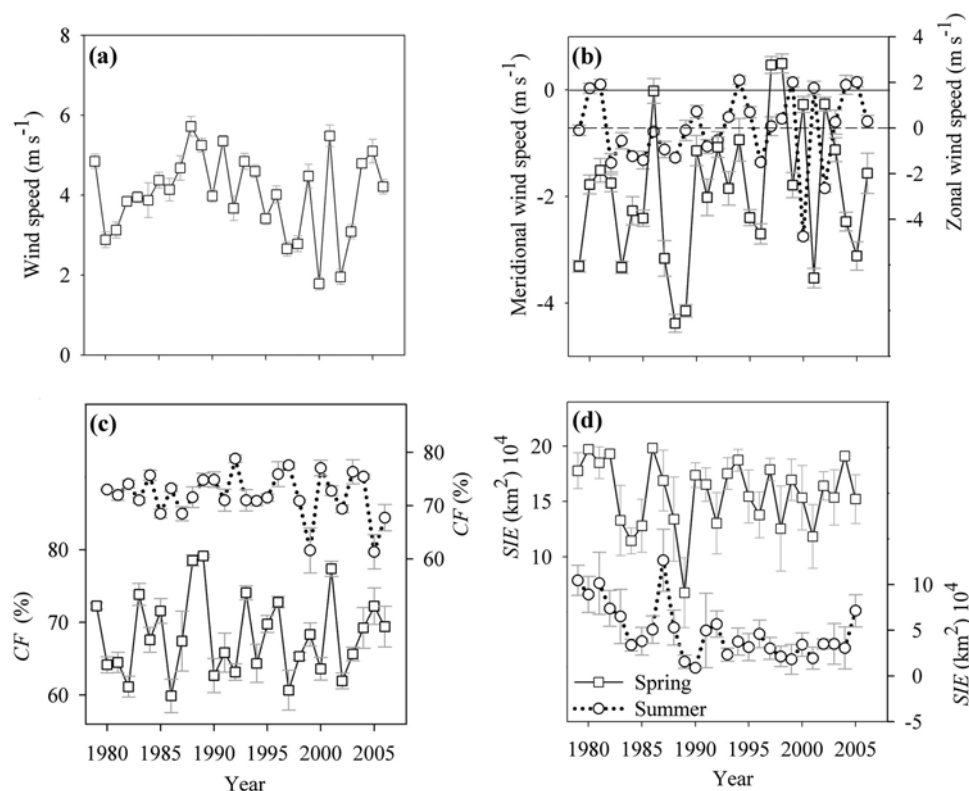 (a)
Wind speed (m s⁻¹)
8
6
4
2
0
(b)
Meridional wind speed (m s⁻¹)
0
-2
-4
4
2
0
-2
-4
Zonal wind speed (m s⁻¹)
(c)
CF (%)
80
70
60
80
70
60
CF (%)
1980 1985 1990 1995 2000 2005
Year
(d)
SIE (km²) 10⁴
20
15
10
10
5
0
-5
SIE (km²) 10⁴
Spring
Summer
1980 1985 1990 1995 2000 2005
Year